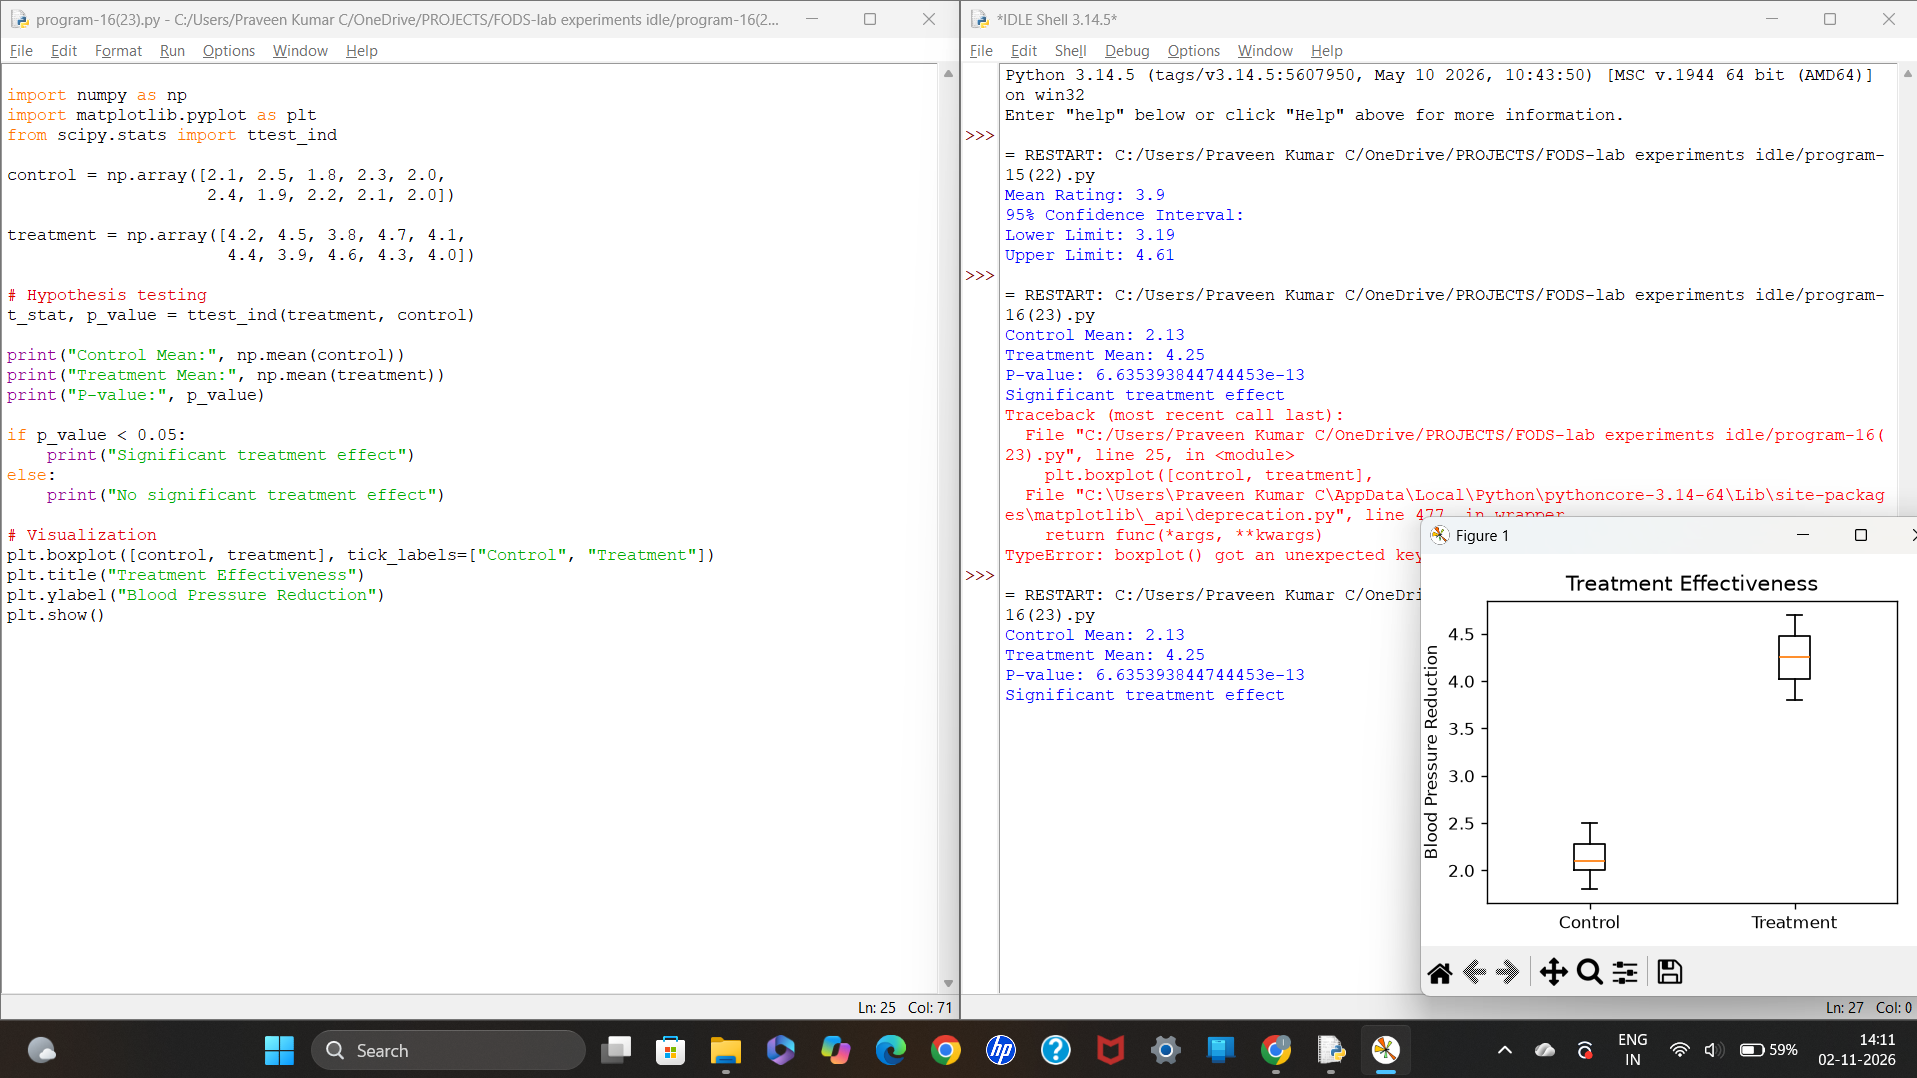 program-16(23).py - C:/Users/Praveen Kumar C/OneDrive/PROJECTS/FODS-lab experiments idle/program-16(2...
File Edit Format Run Options Window Help
import numpy as np
import matplotlib.pyplot as plt
from scipy.stats import ttest_ind
control = np.array([2.1, 2.5, 1.8, 2.3, 2.0,
2.4, 1.9, 2.2, 2.1, 2.0])
treatment = np.array([4.2, 4.5, 3.8, 4.7, 4.1,
4.4, 3.9, 4.6, 4.3, 4.0])
# Hypothesis testing
t_stat, p_value = ttest_ind(treatment, control)
print("Control Mean:", np.mean(control))
print("Treatment Mean:", np.mean(treatment))
print("P-value:", p_value)
if p_value < 0.05:
print("Significant treatment effect")
else:
print("No significant treatment effect")
# Visualization
plt.boxplot([control, treatment], tick_labels=["Control", "Treatment"])
plt.title("Treatment Effectiveness")
plt.ylabel("Blood Pressure Reduction")
plt.show()
Ln: 25 Col: 71
*IDLE Shell 3.14.5*
File Edit Shell Debug Options Window Help
Python 3.14.5 (tags/v3.14.5:5607950, May 10 2026, 10:43:50) [MSC v.1944 64 bit (AMD64)]
on win32
Enter "help" below or click "Help" above for more information.
>>>
= RESTART: C:/Users/Praveen Kumar C/OneDrive/PROJECTS/FODS-lab experiments idle/program-
15(22).py
Mean Rating: 3.9
95% Confidence Interval:
Lower Limit: 3.19
Upper Limit: 4.61
>>>
= RESTART: C:/Users/Praveen Kumar C/OneDrive/PROJECTS/FODS-lab experiments idle/program-
16(23).py
Control Mean: 2.13
Treatment Mean: 4.25
P-value: 6.635393844744453e-13
Significant treatment effect
Traceback (most recent call last):
File "C:/Users/Praveen Kumar C/OneDrive/PROJECTS/FODS-lab experiments idle/program-16(
23).py", line 25, in <module>
plt.boxplot([control, treatment],
File "C:\Users\Praveen Kumar C\AppData\Local\Python\pythoncore-3.14-64\Lib\site-packag
es\matplotlib\_api\deprecation.py", line 477, in wrapper
return func(*args, **kwargs)
TypeError: boxplot() got an unexpected key
>>>
= RESTART: C:/Users/Praveen Kumar C/OneDri
16(23).py
Control Mean: 2.13
Treatment Mean: 4.25
P-value: 6.635393844744453e-13
Significant treatment effect
Figure 1
Treatment Effectiveness
Blood Pressure Reduction
4.5
4.0
3.5
3.0
2.5
2.0
Control Treatment
Ln: 27 Col: 0
Search
hp
ENG
IN
59%
14:11
02-11-2026